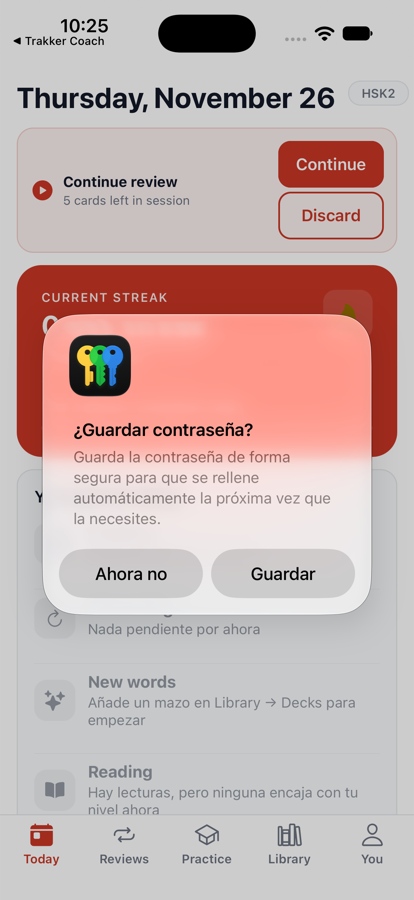 10:25
◀ Trakker Coach
Thursday, November 26
HSK2
Continue review
5 cards left in session
Continue
Discard
CURRENT STREAK
¿Guardar contraseña?
Guarda la contraseña de forma
segura para que se rellene
automáticamente la próxima vez que
la necesites.
Ahora no
Guardar
Nada pendiente por ahora
New words
Añade un mazo en Library → Decks para
empezar
Reading
Hay lecturas, pero ninguna encaja con tu
nivel ahora
Today
Reviews
Practice
Library
You